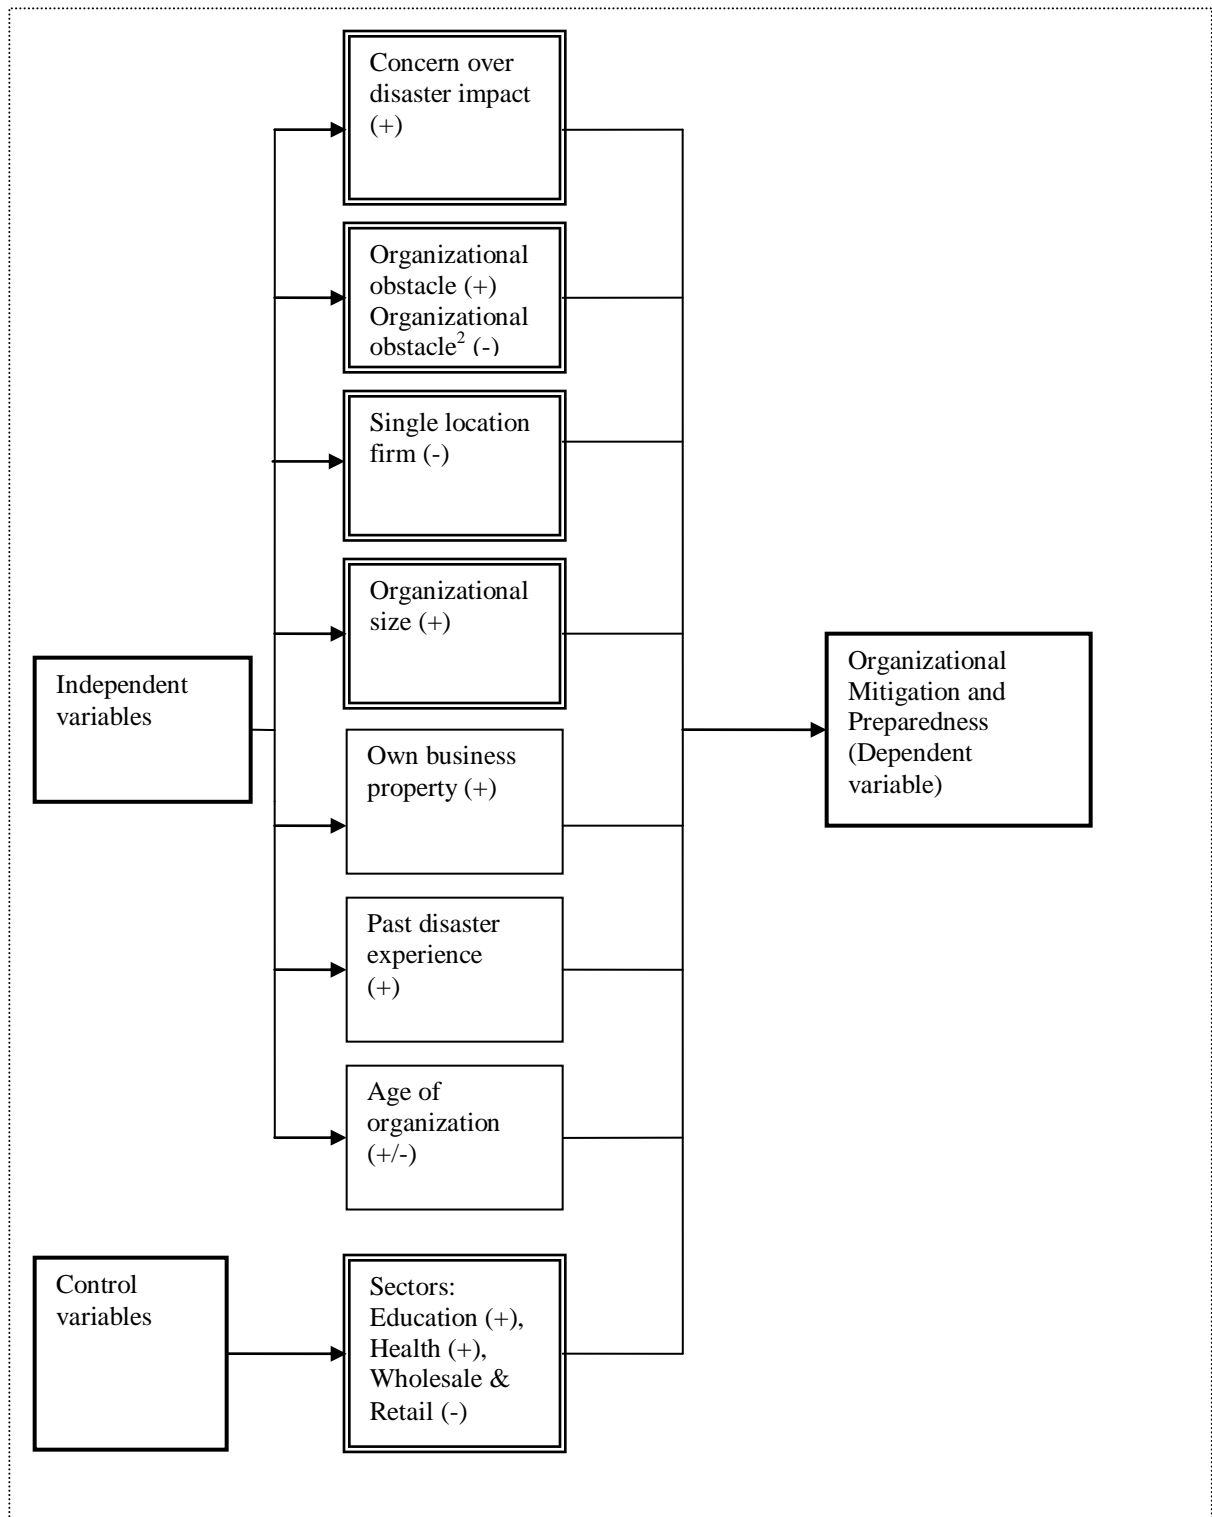 Concern over
disaster impact
(+)
Organizational
obstacle (+)
Organizational
obstacle² (-)
Single location
firm (-)
Organizational
size (+)
Independent
variables
Organizational
Mitigation and
Preparedness
(Dependent
variable)
Own business
property (+)
Past disaster
experience
(+)
Age of
organization
(+/-)
Control
variables
Sectors:
Education (+),
Health (+),
Wholesale &
Retail (-)